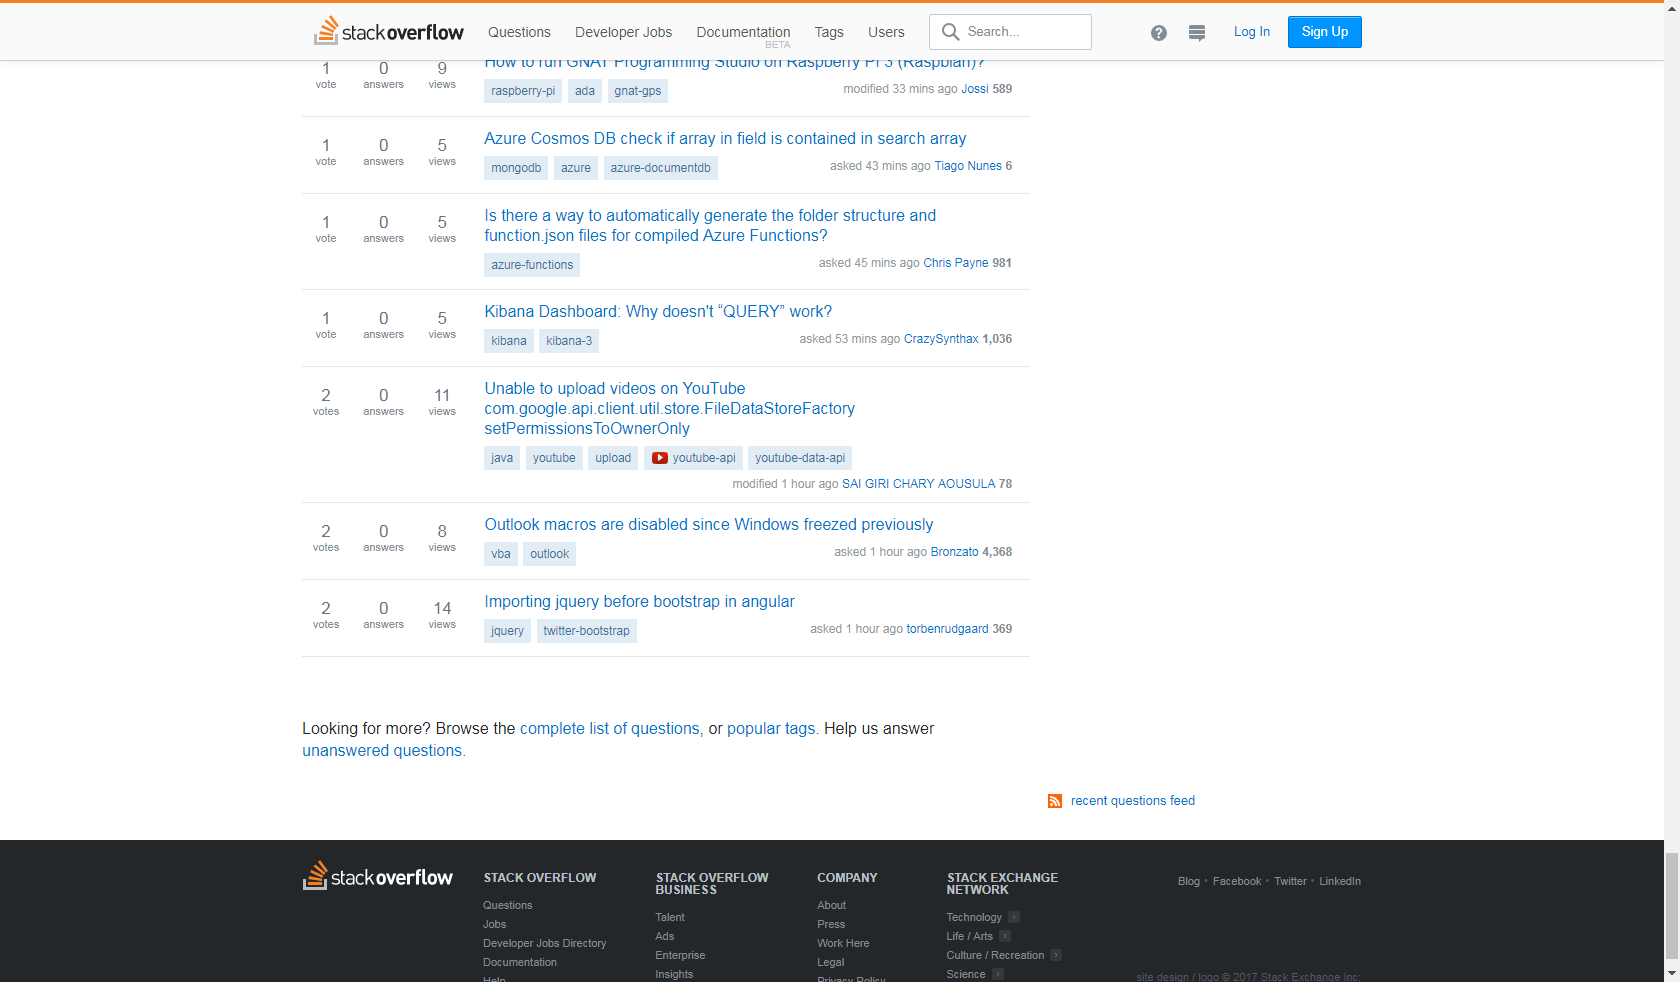 stackoverflow Questions Developer Jobs Documentation BETA Tags Users Search... Log In Sign Up
How to run GNAT Programming Studio on Raspberry Pi 3 (Raspbian)?
1 vote 0 answers 9 views
raspberry-pi ada gnat-gps
modified 33 mins ago Jossi 589
Azure Cosmos DB check if array in field is contained in search array
1 vote 0 answers 5 views
mongodb azure azure-documentdb
asked 43 mins ago Tiago Nunes 6
Is there a way to automatically generate the folder structure and
function.json files for compiled Azure Functions?
1 vote 0 answers 5 views
azure-functions
asked 45 mins ago Chris Payne 981
Kibana Dashboard: Why doesn't “QUERY” work?
1 vote 0 answers 5 views
kibana kibana-3
asked 53 mins ago CrazySynthax 1,036
Unable to upload videos on YouTube
com.google.api.client.util.store.FileDataStoreFactory
setPermissionsToOwnerOnly
2 votes 0 answers 11 views
java youtube upload youtube-api youtube-data-api
modified 1 hour ago SAI GIRI CHARY AOUSULA 78
Outlook macros are disabled since Windows freezed previously
2 votes 0 answers 8 views
vba outlook
asked 1 hour ago Bronzato 4,368
Importing jquery before bootstrap in angular
2 votes 0 answers 14 views
jquery twitter-bootstrap
asked 1 hour ago torbenrudgaard 369
Looking for more? Browse the complete list of questions, or popular tags. Help us answer
unanswered questions.
recent questions feed
stackoverflow
STACK OVERFLOW
Questions
Jobs
Developer Jobs Directory
Documentation
Help
STACK OVERFLOW
BUSINESS
Talent
Ads
Enterprise
Insights
COMPANY
About
Press
Work Here
Legal
Privacy Policy
STACK EXCHANGE
NETWORK
Technology
Life / Arts
Culture / Recreation
Science
Blog • Facebook • Twitter • LinkedIn
site design / logo © 2017 Stack Exchange Inc;